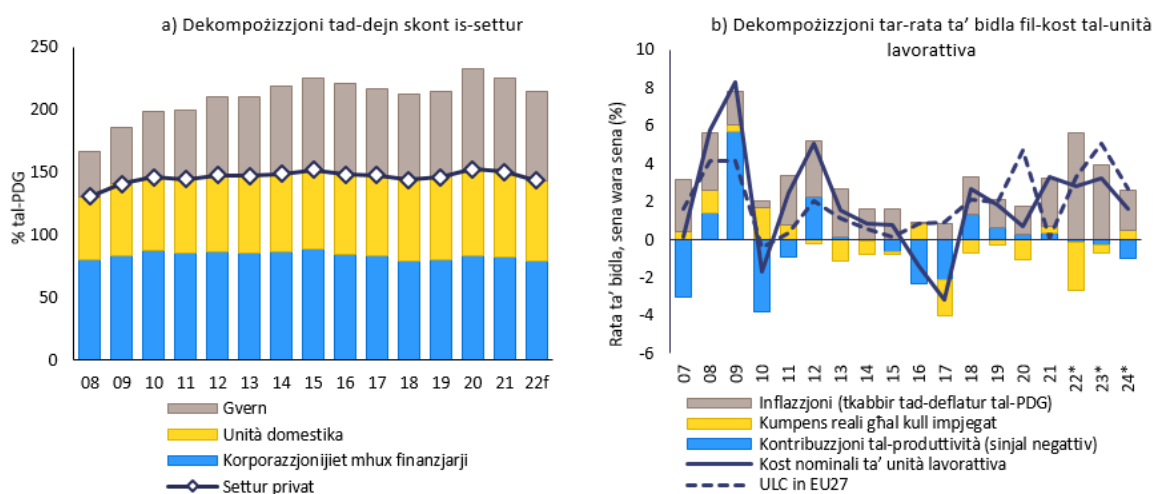 a) Dekompożizzjoni tad-dejn skont is-settur
250
200
150
100
50
0
% tal-PDG
08 09 10 11 12 13 14 15 16 17 18 19 20 21 22f
Gvern
Unità domestika
Korporazzjonijiet mhux finanzjarji
Settur privat
b) Dekompożizzjoni tar-rata ta' bidla fil-kost tal-unità
lavorattiva
10
8
6
4
2
0
-2
-4
-6
Rata ta' bidla, sena wara sena (%)
07 08 09 10 11 12 13 14 15 16 17 18 19 20 21 22* 23* 24*
Inflazzjoni (tkabbir tad-deflatur tal-PDG)
Kumpens reali għal kull impjegat
Kontribuzzjoni tal-produttività (sinjal negattiv)
Kost nominali ta' unità lavorattiva
ULC in EU27